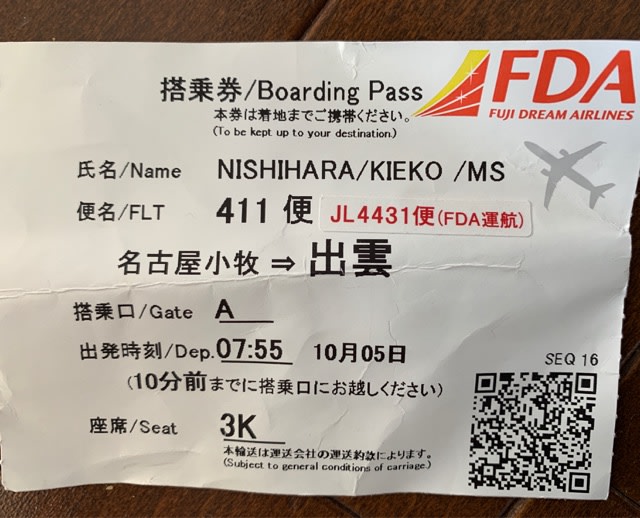 搭乗券/Boarding Pass
本券は着地までご携帯ください。
(To be kept up to your destination.)
FDA
FUJI DREAM AIRLINES
氏名/Name NISHIHARA/KIEKO /MS
便名/FLT 411 便 JL4431便(FDA運航)
名古屋小牧 ⇒ 出雲
搭乗口/Gate A
出発時刻/Dep. 07:55 10月05日
(10分前までに搭乗口にお越しください)
SEQ 16
座席/Seat 3K
本輸送は運送会社の運送約款によります。
(Subject to general conditions of carriage.)